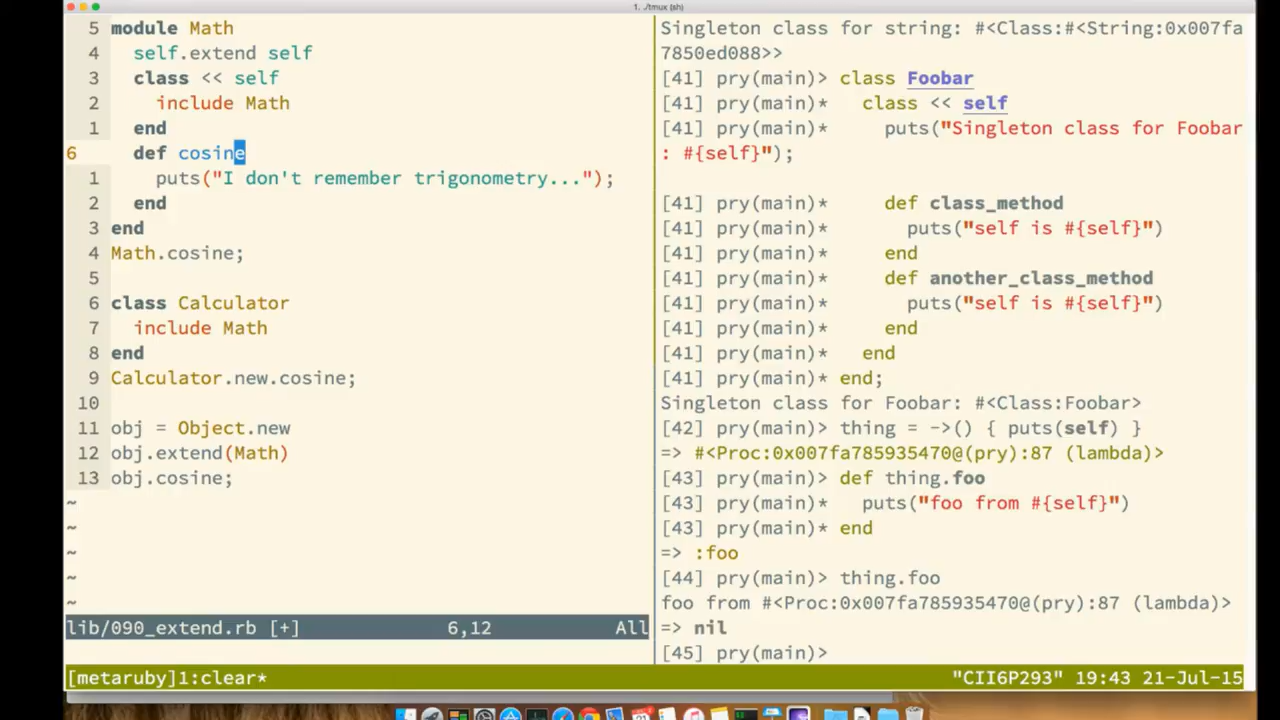 1. ./tmux (sh)
5 module Math
4 self.extend self
3 class << self
2 include Math
1 end
6 def cosine
1 puts("I don't remember trigonometry...");
2 end
3 end
4 Math.cosine;
5
6 class Calculator
7 include Math
8 end
9 Calculator.new.cosine;
10
11 obj = Object.new
12 obj.extend(Math)
13 obj.cosine;
~
~
~
~
~
lib/090_extend.rb [+] 6,12 All
Singleton class for string: #<Class:#<String:0x007fa
7850ed088>>
[41] pry(main)> class Foobar
[41] pry(main)* class << self
[41] pry(main)* puts("Singleton class for Foobar
: #{self}");
[41] pry(main)* def class_method
[41] pry(main)* puts("self is #{self}")
[41] pry(main)* end
[41] pry(main)* def another_class_method
[41] pry(main)* puts("self is #{self}")
[41] pry(main)* end
[41] pry(main)* end
[41] pry(main)* end;
Singleton class for Foobar: #<Class:Foobar>
[42] pry(main)> thing = ->() { puts(self) }
=> #<Proc:0x007fa785935470@(pry):87 (lambda)>
[43] pry(main)> def thing.foo
[43] pry(main)* puts("foo from #{self}")
[43] pry(main)* end
=> :foo
[44] pry(main)> thing.foo
foo from #<Proc:0x007fa785935470@(pry):87 (lambda)>
=> nil
[45] pry(main)>
[metaruby]1:clear* "CII6P293" 19:43 21-Jul-15